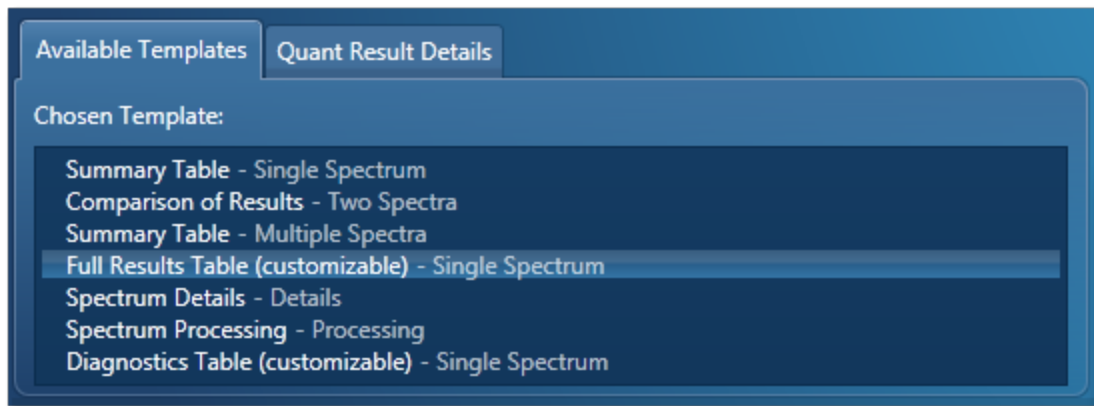 Available Templates
Quant Result Details
Chosen Template:
Summary Table - Single Spectrum
Comparison of Results - Two Spectra
Summary Table - Multiple Spectra
Full Results Table (customizable) - Single Spectrum
Spectrum Details - Details
Spectrum Processing - Processing
Diagnostics Table (customizable) - Single Spectrum